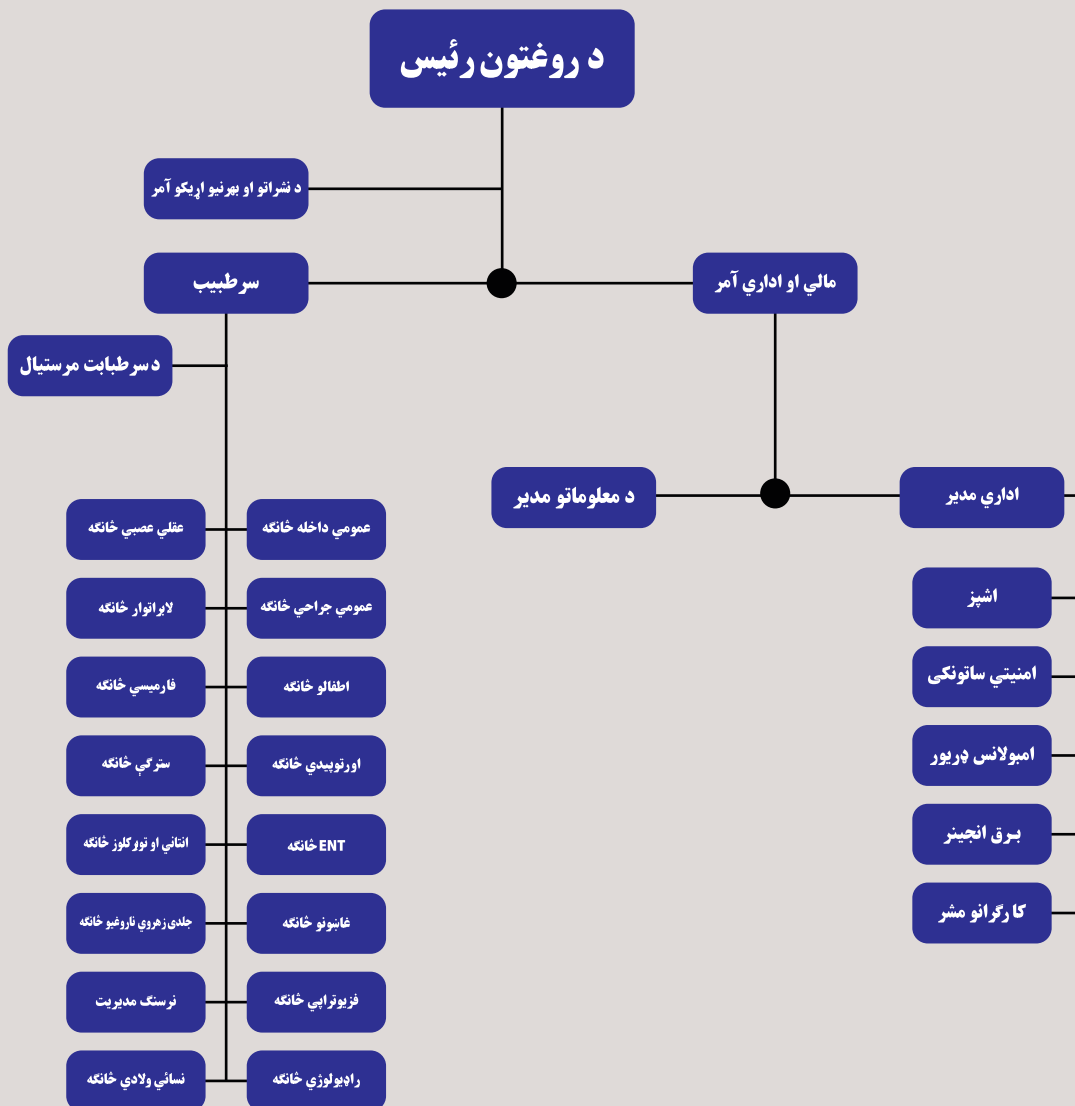 د روغتون رئیس
د نشراتو او بهرنیو اړیکو آمر
مالي او اداري آمر
سرطبیب
د سرطبابت مرستیال
اداري مدیر
د معلوماتو مدیر
عمومي داخله څانګه
عقلي عصبي څانګه
اشپز
عمومي جراحي څانګه
لابراتوار څانګه
امنیتي ساتونکی
اطفالو څانګه
فارمیسي څانګه
امبولانس ډریور
اورتوپیدي څانګه
سترګې څانګه
برق انجینر
ENT څانګه
انتاني او توبرکلوز څانګه
کارګرانو مشر
غاښونو څانګه
جلدی زهروي ناروغیو څانګه
فزیوتراپي څانګه
نرسنګ مدیریت
راډیولوژي څانګه
نسائي ولادي څانګه